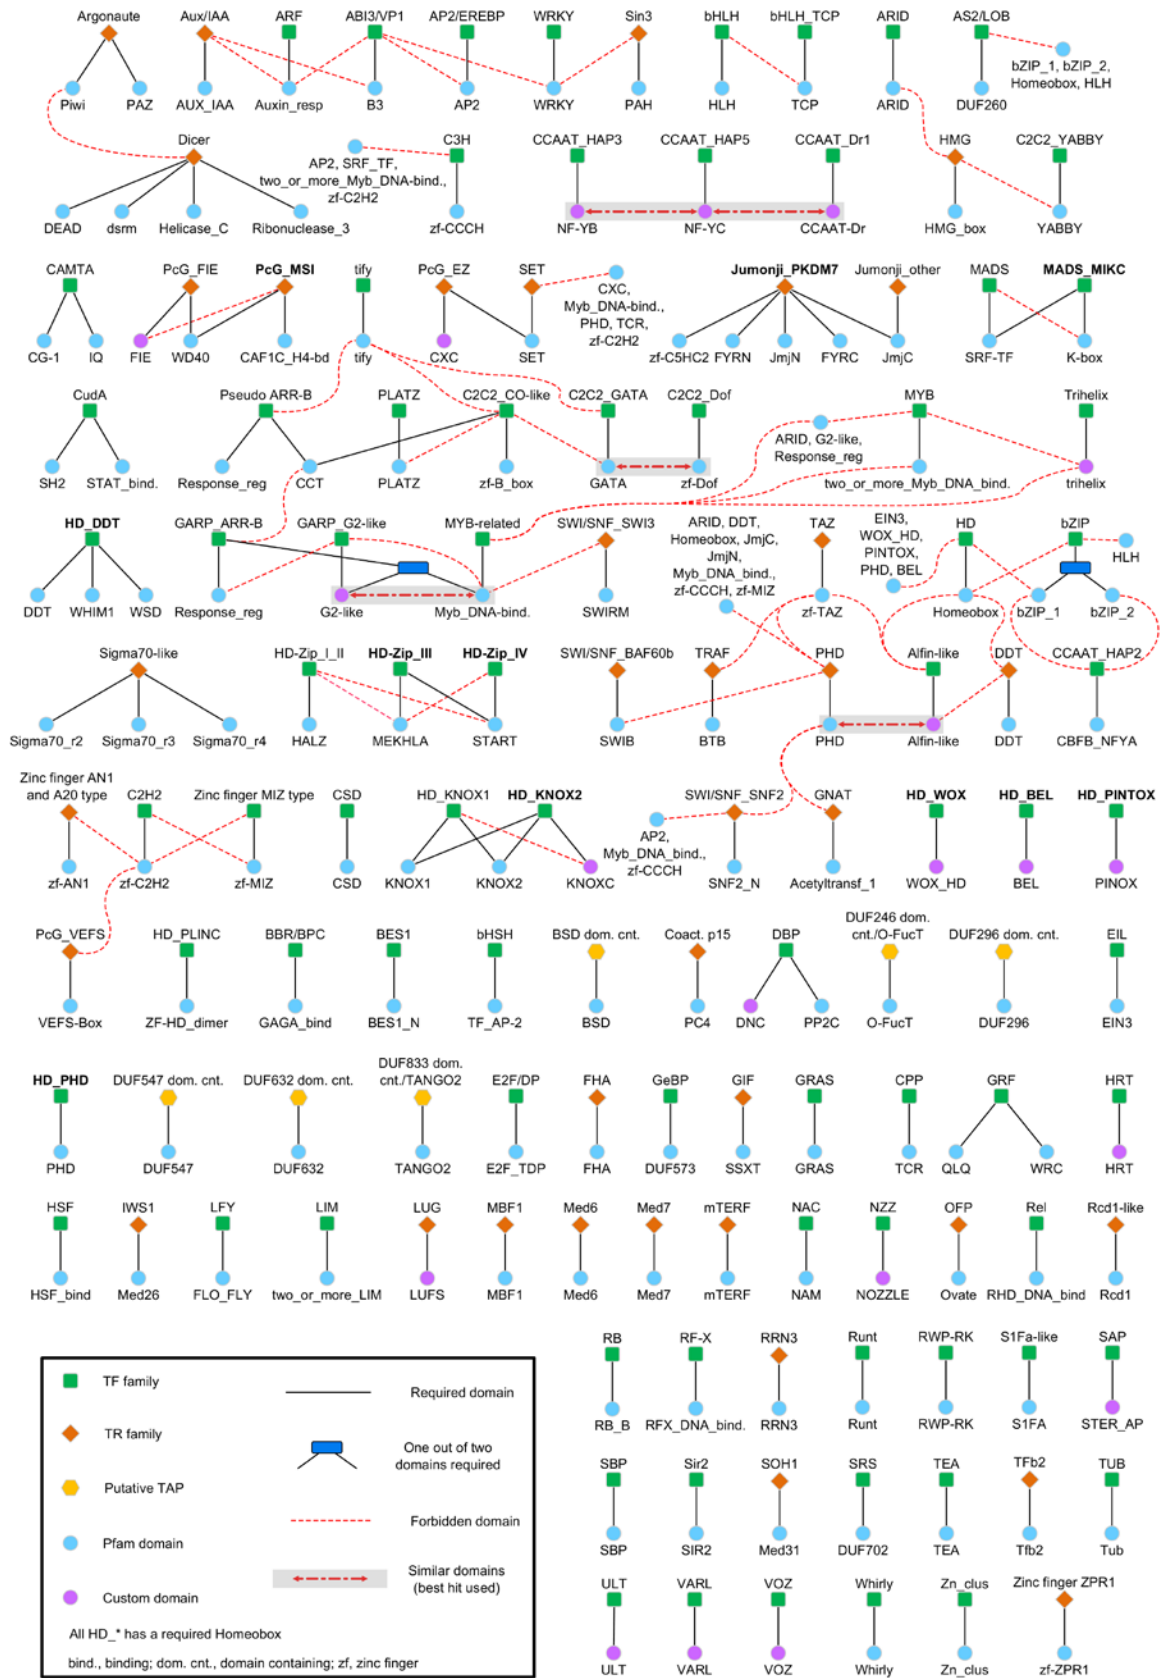 Argonaute Aux/IAA ARF ABI3/VP1 AP2/EREBP WRKY Sin3 bHLH bHLH_TCP ARID AS2/LOB
bZIP_1, bZIP_2,
Homeobox, HLH
Piwi PAZ AUX_IAA Auxin_resp B3 AP2 WRKY PAH HLH TCP ARID DUF260
Dicer C3H CCAAT_HAP3 CCAAT_HAP5 CCAAT_Dr1 HMG C2C2_YABBY
AP2, SRF_TF,
two_or_more_Myb_DNA-bind.,
zf-C2H2
DEAD dsrm Helicase_C Ribonuclease_3 zf-CCCH NF-YB NF-YC CCAAT-Dr HMG_box YABBY
CAMTA PcG_FIE PcG_MSI tify PcG_EZ SET Jumonji_PKDM7 Jumonji_other MADS MADS_MIKC
CXC,
Myb_DNA-bind.,
PHD, TCR,
zf-C2H2
CG-1 IQ FIE WD40 CAF1C_H4-bd tify CXC SET zf-C5HC2 FYRN JmjN FYRC JmjC SRF-TF K-box
CudA Pseudo ARR-B PLATZ C2C2_CO-like C2C2_GATA C2C2_Dof MYB Trihelix
ARID, G2-like,
Response_reg
SH2 STAT_bind. Response_reg CCT PLATZ zf-B_box GATA zf-Dof two_or_more_Myb_DNA_bind. trihelix
HD_DDT GARP_ARR-B GARP_G2-like MYB-related SWI/SNF_SWI3 TAZ HD bZIP
ARID, DDT,
Homeobox, JmjC,
JmjN,
Myb_DNA_bind.,
zf-CCCH, zf-MIZ
EIN3,
WOX_HD,
PINTOX,
PHD, BEL
HLH
DDT WHIM1 WSD Response_reg G2-like Myb_DNA-bind. SWIRM zf-TAZ Homeobox bZIP_1 bZIP_2
Sigma70-like HD-Zip_I_II HD-Zip_III HD-Zip_IV SWI/SNF_BAF60b TRAF PHD Alfin-like DDT CCAAT_HAP2
Sigma70_r2 Sigma70_r3 Sigma70_r4 HALZ MEKHLA START SWIB BTB PHD Alfin-like DDT CBFB_NFYA
Zinc finger AN1
and A20 type C2H2 Zinc finger MIZ type CSD HD_KNOX1 HD_KNOX2 SWI/SNF_SNF2 GNAT HD_WOX HD_BEL HD_PINTOX
AP2,
Myb_DNA_bind.,
zf-CCCH
zf-AN1 zf-C2H2 zf-MIZ CSD KNOX1 KNOX2 KNOXC SNF2_N Acetyltransf_1 WOX_HD BEL PINOX
PcG_VEFS HD_PLINC BBR/BPC BES1 bHSH BSD dom. cnt. Coact. p15 DBP DUF246 dom.
cnt./O-FucT DUF296 dom. cnt. EIL
VEFS-Box ZF-HD_dimer GAGA_bind BES1_N TF_AP-2 BSD PC4 DNC PP2C O-FucT DUF296 EIN3
HD_PHD DUF547 dom. cnt. DUF632 dom. cnt. DUF833 dom.
cnt./TANGO2 E2F/DP FHA GeBP GIF GRAS CPP GRF HRT
PHD DUF547 DUF632 TANGO2 E2F_TDP FHA DUF573 SSXT GRAS TCR QLQ WRC HRT
HSF IWS1 LFY LIM LUG MBF1 Med6 Med7 mTERF NAC NZZ OFP Rel Rcd1-like
HSF_bind Med26 FLO_FLY two_or_more_LIM LUFS MBF1 Med6 Med7 mTERF NAM NOZZLE Ovate RHD_DNA_bind Rcd1
RB RF-X RRN3 Runt RWP-RK S1Fa-like SAP
RB_B RFX_DNA_bind. RRN3 Runt RWP-RK S1FA STER_AP
SBP Sir2 SOH1 SRS TEA TFb2 TUB
SBP SIR2 Med31 DUF702 TEA Tfb2 Tub
ULT VARL VOZ Whirly Zn_clus Zinc finger ZPR1
ULT VARL VOZ Whirly Zn_clus zf-ZPR1
TF family
Required domain
TR family
One out of two
domains required
Putative TAP
Forbidden domain
Pfam domain
Similar domains
(best hit used)
Custom domain
All HD_* has a required Homeobox
bind., binding; dom. cnt., domain containing; zf, zinc finger